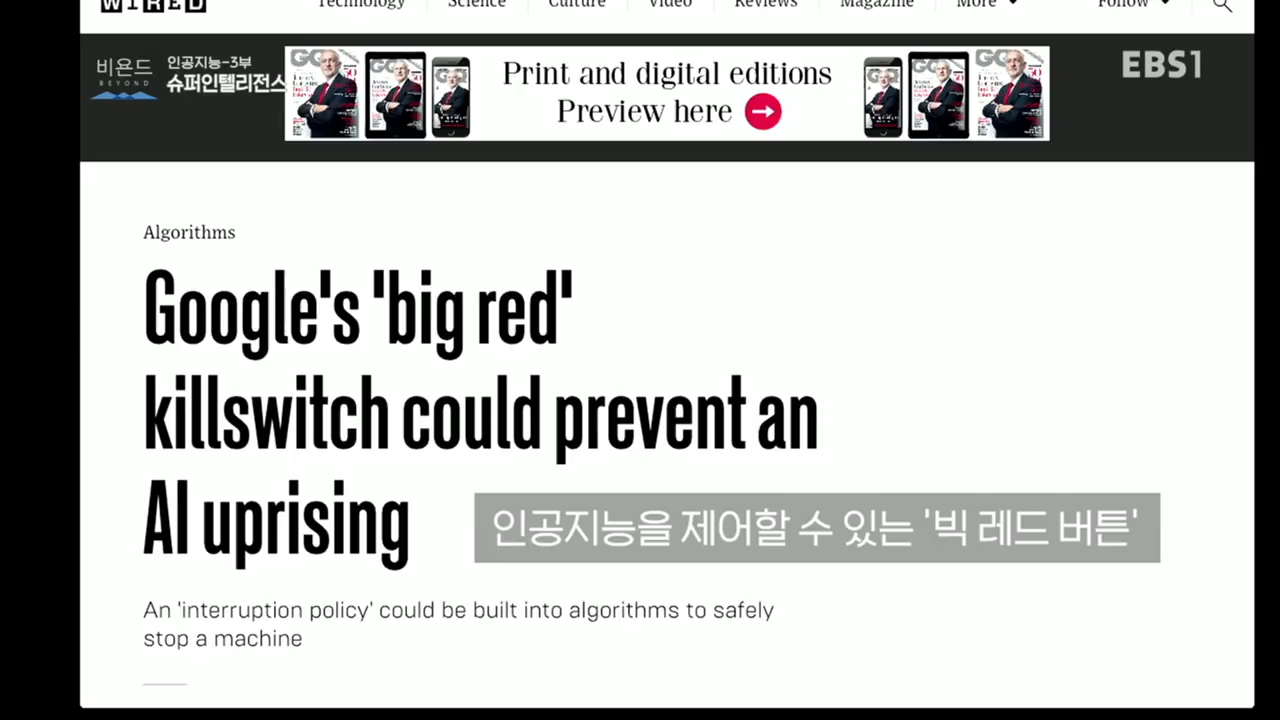 WIRED
Technology
Science
Culture
Video
Reviews
Magazine
More
Follow
비욘드
BEYOND
인공지능-3부
슈퍼인텔리전스
Print and digital editions
Preview here
EBS1
Algorithms
Google's 'big red'
killswitch could prevent an
AI uprising
인공지능을 제어할 수 있는 '빅 레드 버튼'
An 'interruption policy' could be built into algorithms to safely
stop a machine